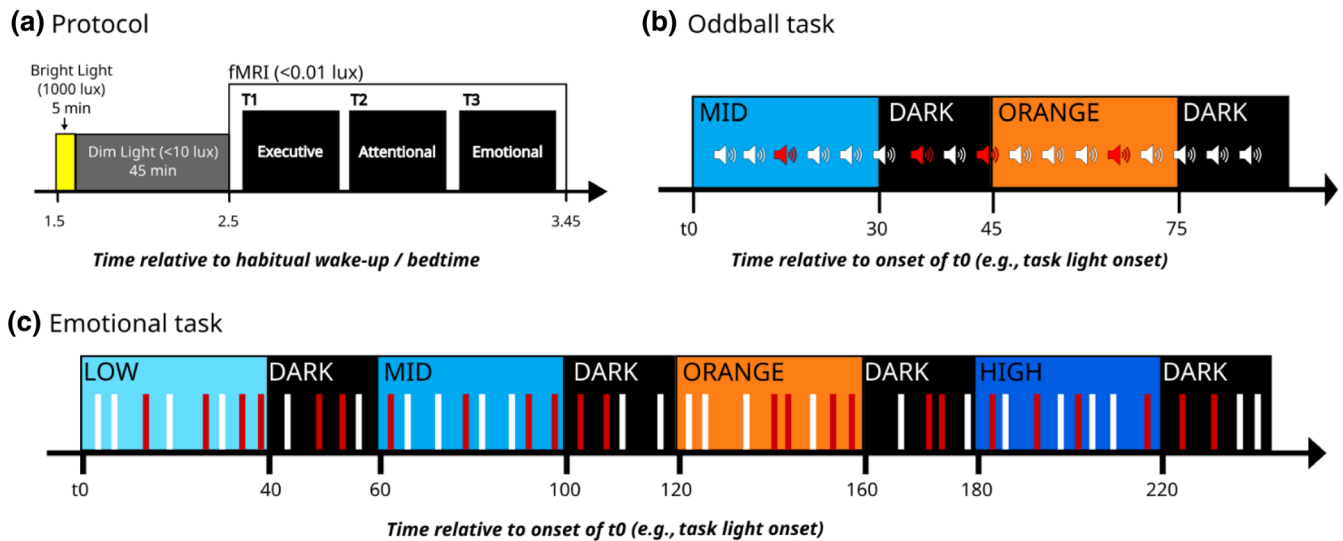 (a) Protocol
Bright Light
(1000 lux)
5 min
fMRI (<0.01 lux)
T1
T2
T3
Dim Light (<10 lux)
45 min
Executive
Attentional
Emotional
1.5
2.5
3.45
Time relative to habitual wake-up / bedtime
(b) Oddball task
MID
DARK
ORANGE
DARK
t0
30
45
75
Time relative to onset of t0 (e.g., task light onset)
(c) Emotional task
LOW
DARK
MID
DARK
ORANGE
DARK
HIGH
DARK
t0
40
60
100
120
160
180
220
Time relative to onset of t0 (e.g., task light onset)